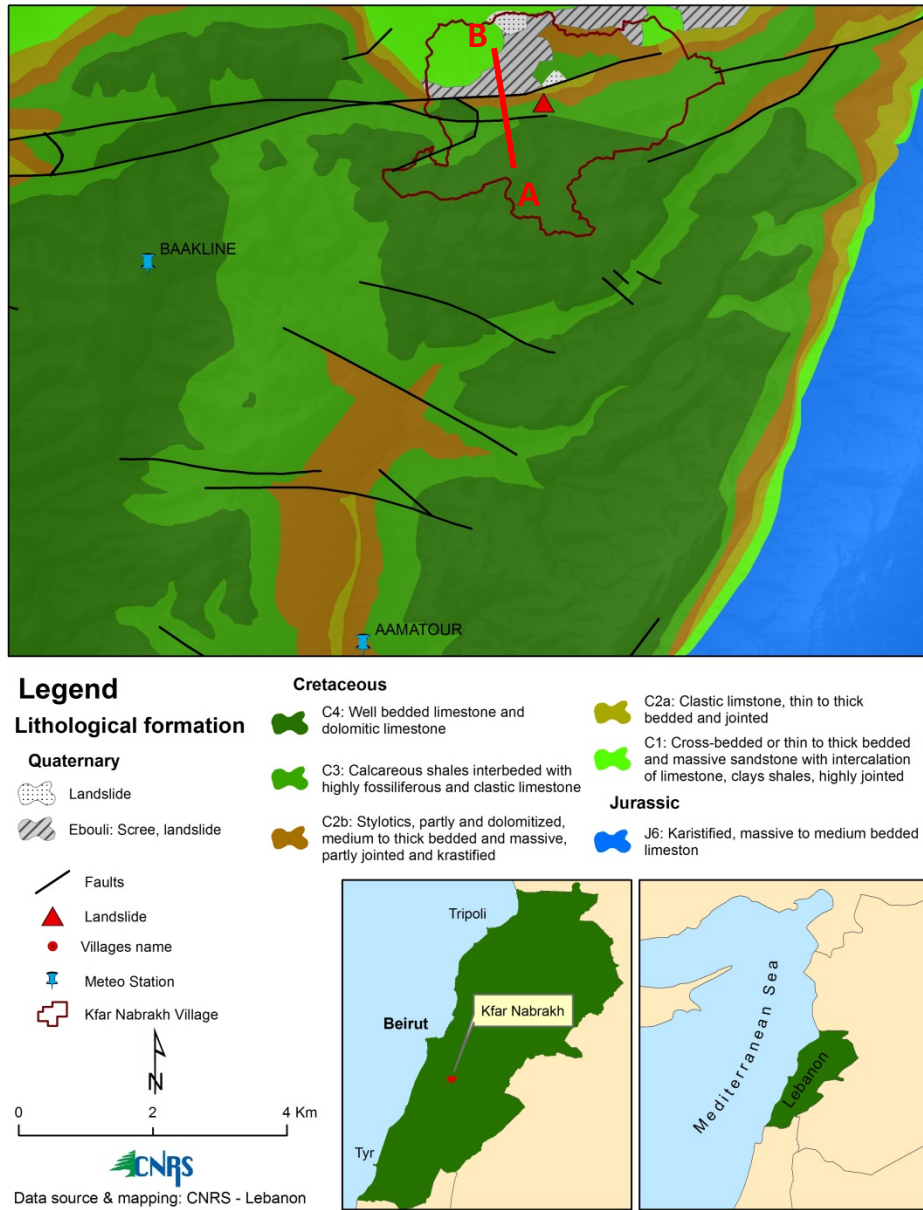 B
A
BAAKLINE
AAMATOUR
Legend
Lithological formation
Quaternary
Landslide
Ebouli: Scree, landslide
Faults
Landslide
Villages name
Meteo Station
Kfar Nabrakh Village
N
0 2 4 Km
CNRS
Data source & mapping: CNRS - Lebanon
Cretaceous
C4: Well bedded limestone and
dolomitic limestone
C3: Calcareous shales interbeded with
highly fossiliferous and clastic limestone
C2b: Stylotics, partly and dolomitized,
medium to thick bedded and massive,
partly jointed and krastified
C2a: Clastic limstone, thin to thick
bedded and jointed
C1: Cross-bedded or thin to thick bedded
and massive sandstone with intercalation
of limestone, clays shales, highly jointed
Jurassic
J6: Karistified, massive to medium bedded
limeston
Tripoli
Kfar Nabrakh
Beirut
Tyr
Mediterranean Sea
Lebanon